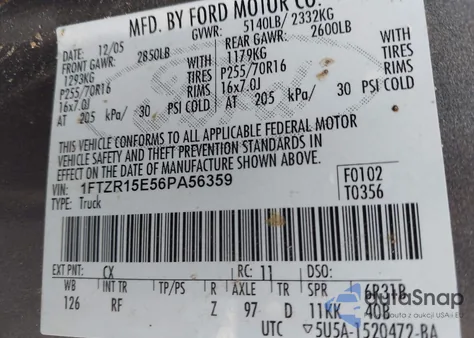 MFD. BY FORD MOTOR CO.
DATE: 12/05 GVWR: 5140LB/ 2332KG
FRONT GAWR: 2850LB REAR GAWR: 2600LB
1293KG WITH 1179KG WITH
P255/70R16 TIRES P255/70R16 TIRES
16x7.0J RIMS 16x7.0J RIMS
AT 205 kPa/ 30 PSI COLD AT 205 kPa/ 30 PSI COLD
THIS VEHICLE CONFORMS TO ALL APPLICABLE FEDERAL MOTOR
VEHICLE SAFETY AND THEFT PREVENTION STANDARDS IN
EFFECT ON THE DATE OF MANUFACTURE SHOWN ABOVE.
VIN: 1FTZR15E56PA56359 F0102
TYPE: Truck T0356
EXT PNT: CX RC: 11 DSO:
WB INT TR TP/PS R AXLE TR SPR 6R31B
126 RF Z 97 D 11KK 40B
UTC ▽5U5A-1520472-BA
autoSnap